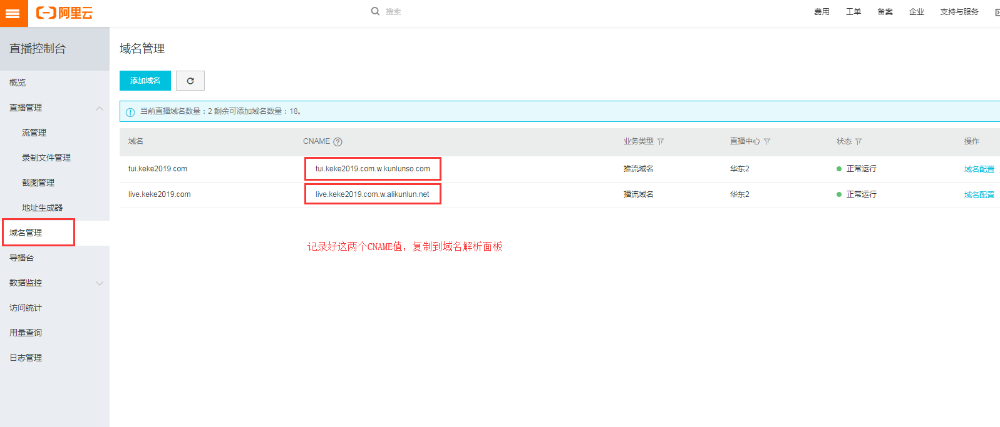 阿里云
搜索
费用 工单 备案 企业 支持与服务
直播控制台
概览
直播管理
流管理
录制文件管理
截图管理
地址生成器
域名管理
导播台
数据监控
访问统计
用量查询
日志管理
域名管理
添加域名
当前直播域名数量：2 剩余可添加域名数量：18。
域名 CNAME 业务类型 直播中心 状态 操作
tui.keke2019.com tui.keke2019.com.w.kunlunso.com 推流域名 华东2 正常运行 域名配置
live.keke2019.com live.keke2019.com.w.alikunlun.net 播流域名 华东2 正常运行 域名配置
记录好这两个CNAME值，复制到域名解析面板